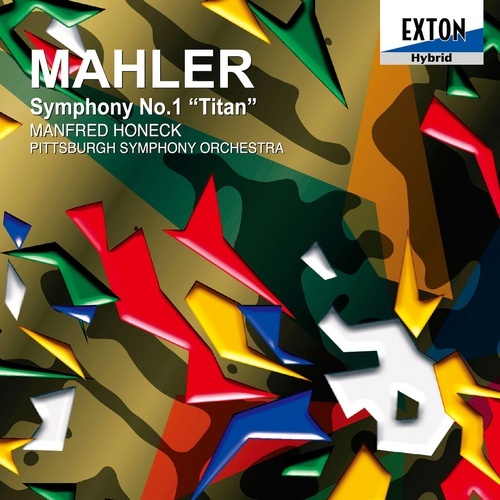 MAHLER
Symphony No.1 “Titan”
MANFRED HONECK
PITTSBURGH SYMPHONY ORCHESTRA
EXTON
Hybrid